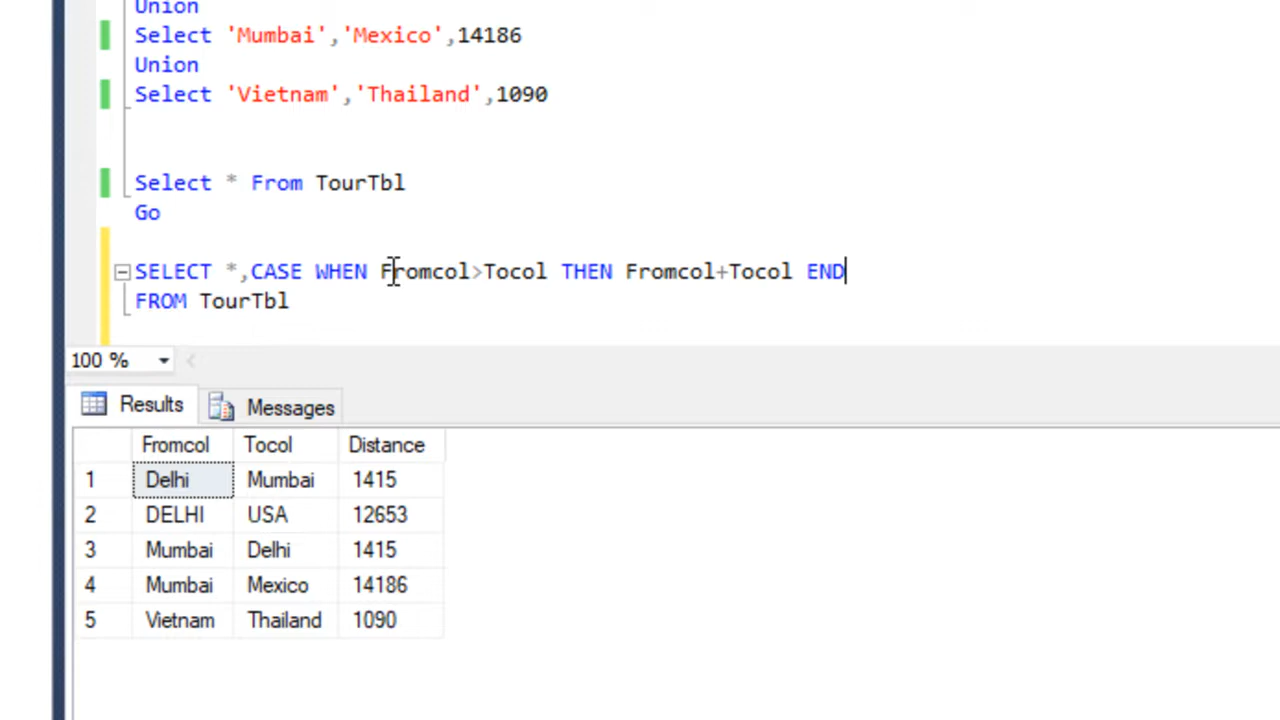 Union
Select 'Mumbai','Mexico',14186
Union
Select 'Vietnam','Thailand',1090
Select * From TourTbl
Go
SELECT *,CASE WHEN Fromcol>Tocol THEN Fromcol+Tocol END
FROM TourTbl
100 %
Results Messages
Fromcol Tocol Distance
1 Delhi Mumbai 1415
2 DELHI USA 12653
3 Mumbai Delhi 1415
4 Mumbai Mexico 14186
5 Vietnam Thailand 1090